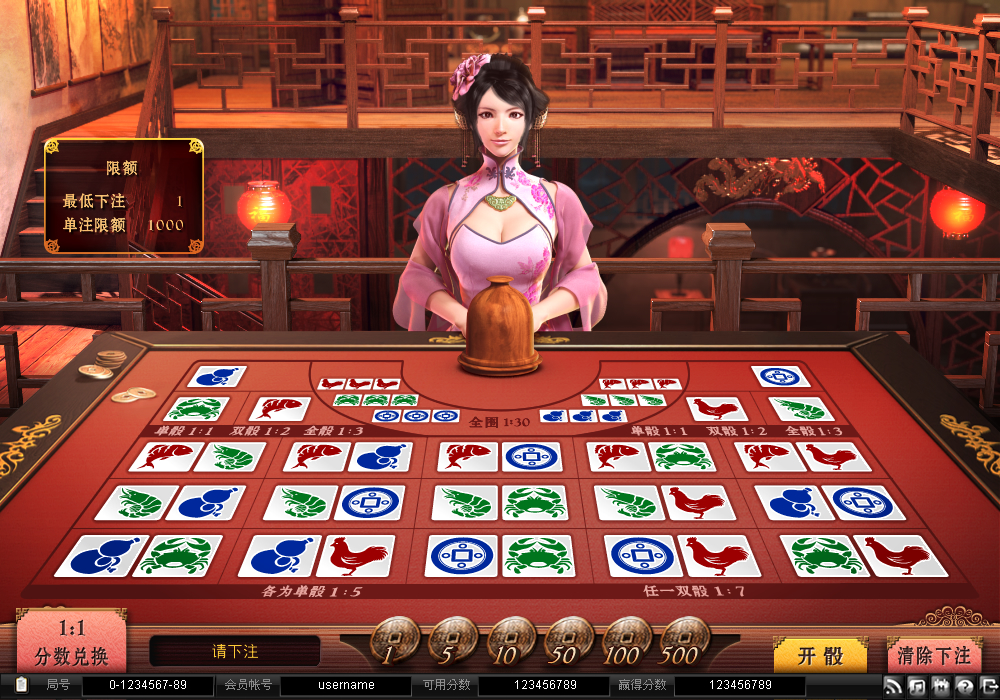 限额
最低下注 1
单注限额 1000
全围 1:30
单骰 1:1 双骰 1:2 全骰 1:3
单骰 1:1 双骰 1:2 全骰 1:3
各为单骰 1:5
任一双骰 1:7
1:1
分数兑换
请下注
1
5
10
50
100
500
开骰
清除下注
局号 0-1234567-89 会员帐号 username 可用分数 123456789 赢得分数 123456789